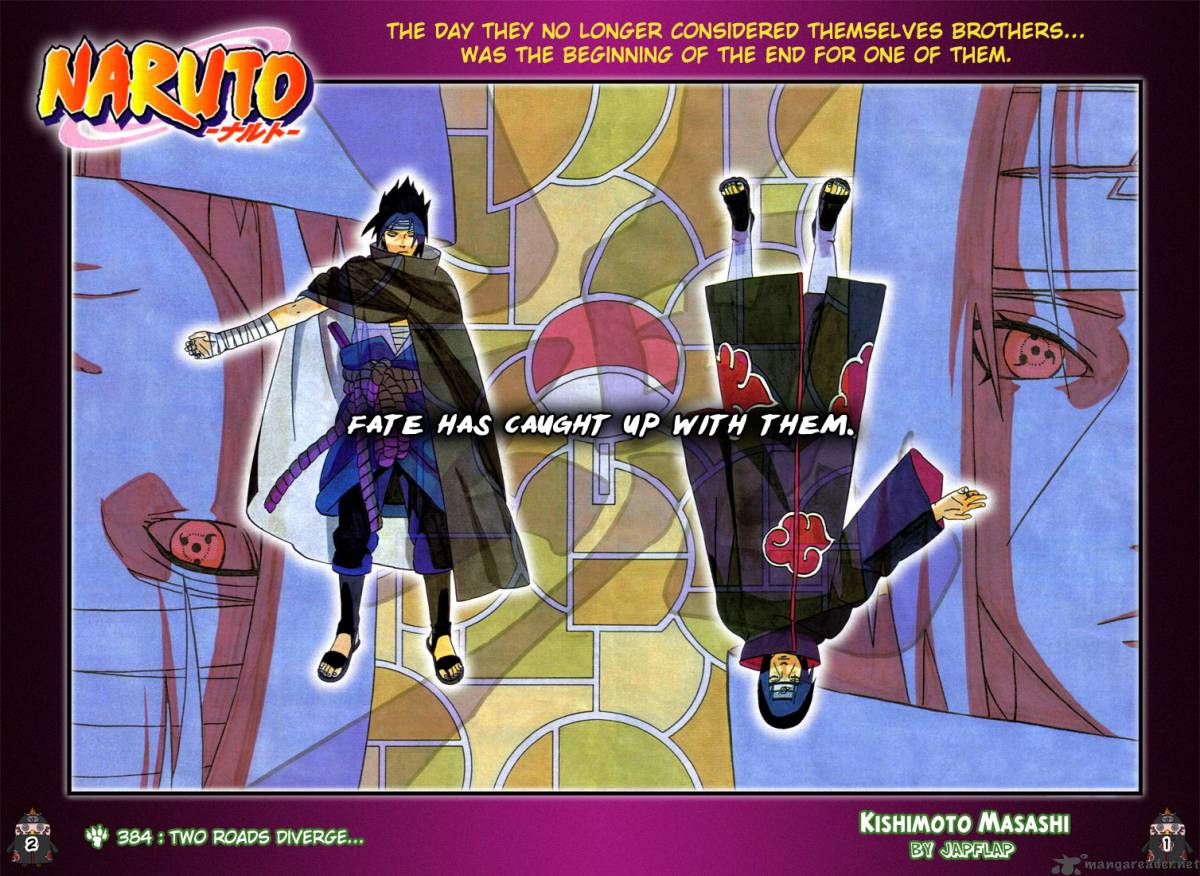 THE DAY THEY NO LONGER CONSIDERED THEMSELVES BROTHERS...
WAS THE BEGINNING OF THE END FOR ONE OF THEM.
NARUTO
-ナルト-
FATE HAS CAUGHT UP WITH THEM.
2
384 : TWO ROADS DIVERGE...
KISHIMOTO MASASHI
BY JAPFLAP
1
mangareader.net